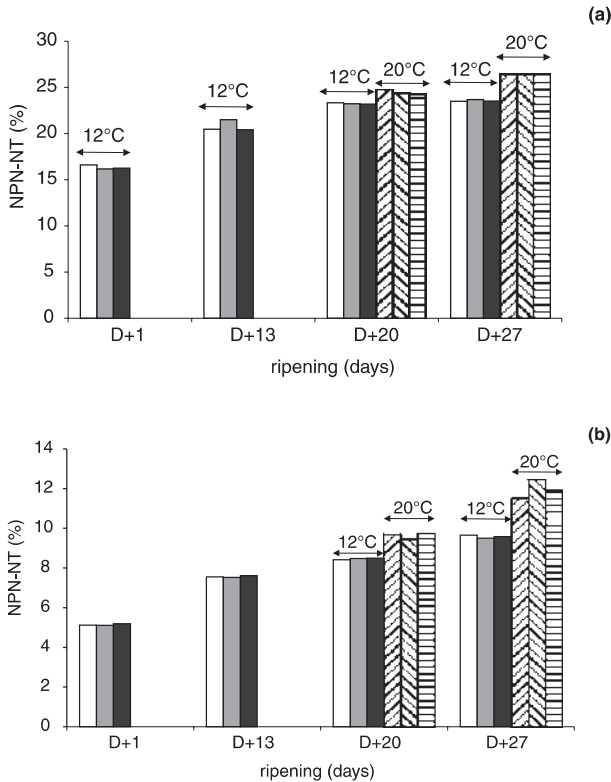 (a)
30
25
20
15
10
5
0
NPN-NT (%)
12°C
12°C
12°C
20°C
12°C
20°C
D+1
D+13
D+20
D+27
ripening (days)
(b)
14
12
10
8
6
4
2
0
NPN-NT (%)
12°C
20°C
12°C
20°C
D+1
D+13
D+20
D+27
ripening (days)